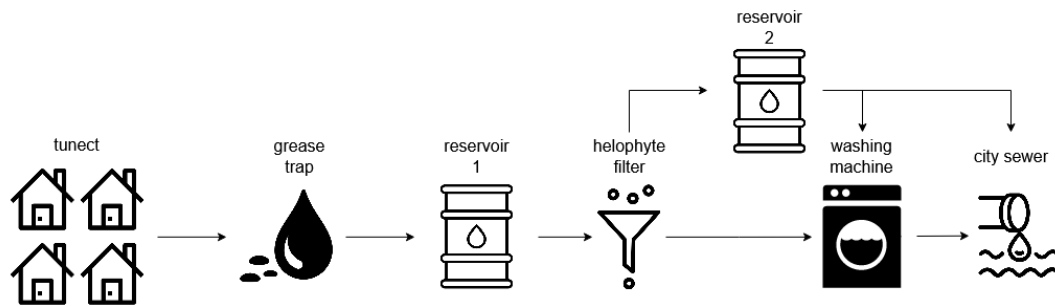 reservoir
2
tunect
grease
trap
reservoir
1
helophyte
filter
washing
machine
city sewer